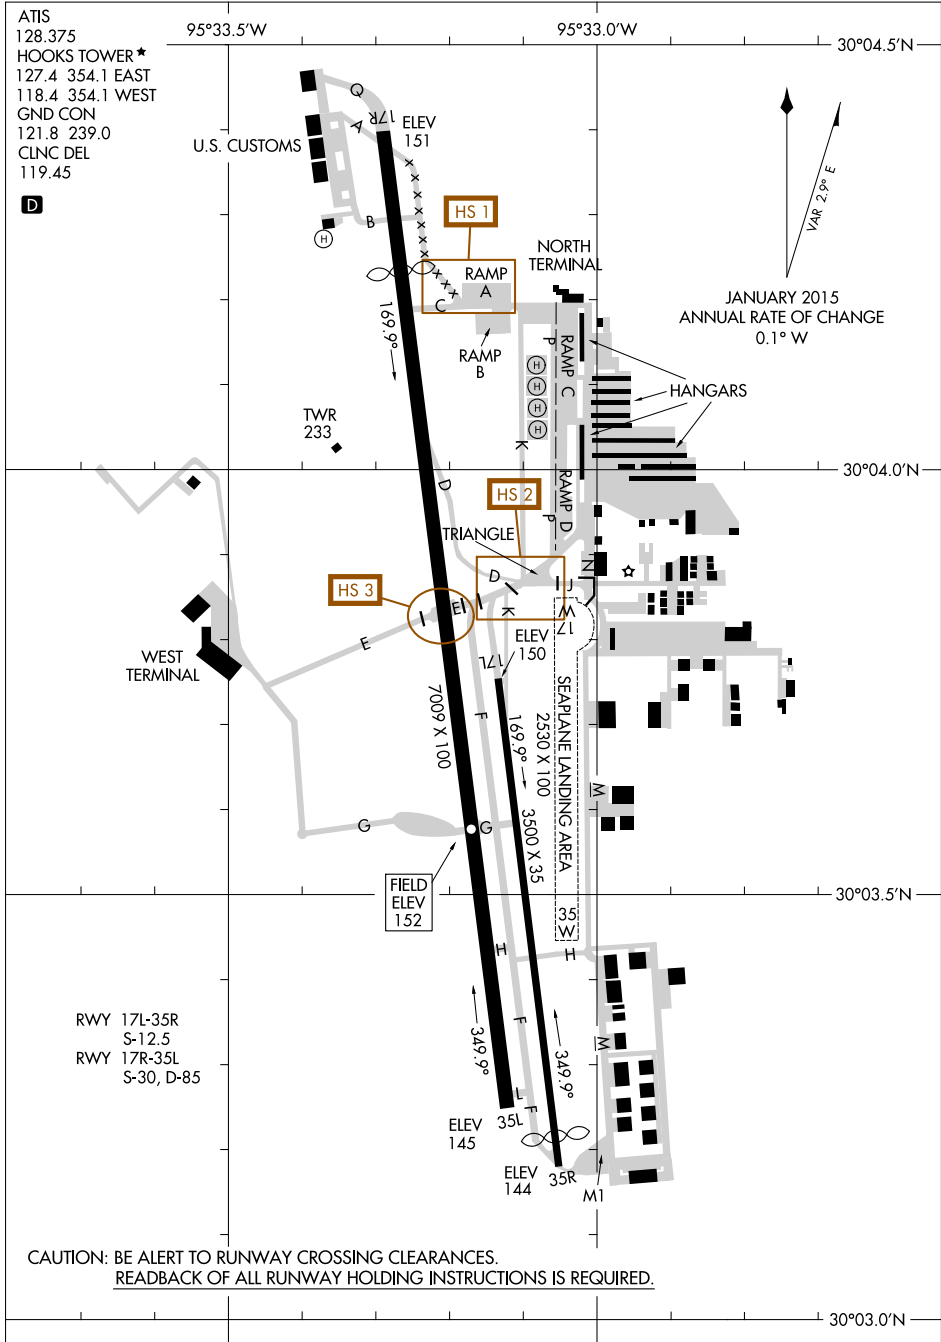 ATIS
128.375
HOOKS TOWER★
127.4 354.1 EAST
118.4 354.1 WEST
GND CON
121.8 239.0
CLNC DEL
119.45
D
95°33.5'W
95°33.0'W
30°04.5'N
U.S. CUSTOMS
Q
A
17R
ELEV
151
B
H
HS 1
NORTH
TERMINAL
VAR 2.9° E
JANUARY 2015
ANNUAL RATE OF CHANGE
0.1° W
RAMP
A
C
RAMP
B
169.9°
P
RAMP C
H
H
H
H
HANGARS
TWR
233
K
D
30°04.0'N
HS 2
RAMP D
P
TRIANGLE
D
N
J
HS 3
E
E
K
17
W
ELEV
150
17L
WEST
TERMINAL
7009 X 100
F
169.9°
2530 X 100
SEAPLANE LANDING AREA
3500 X 35
M
G
G
FIELD
ELEV
152
30°03.5'N
35
W
H
H
RWY 17L-35R
S-12.5
RWY 17R-35L
S-30, D-85
349.9°
F
349.9°
M
L
F
ELEV
145
35L
ELEV
144
35R
M1
CAUTION: BE ALERT TO RUNWAY CROSSING CLEARANCES.
READBACK OF ALL RUNWAY HOLDING INSTRUCTIONS IS REQUIRED.
30°03.0'N